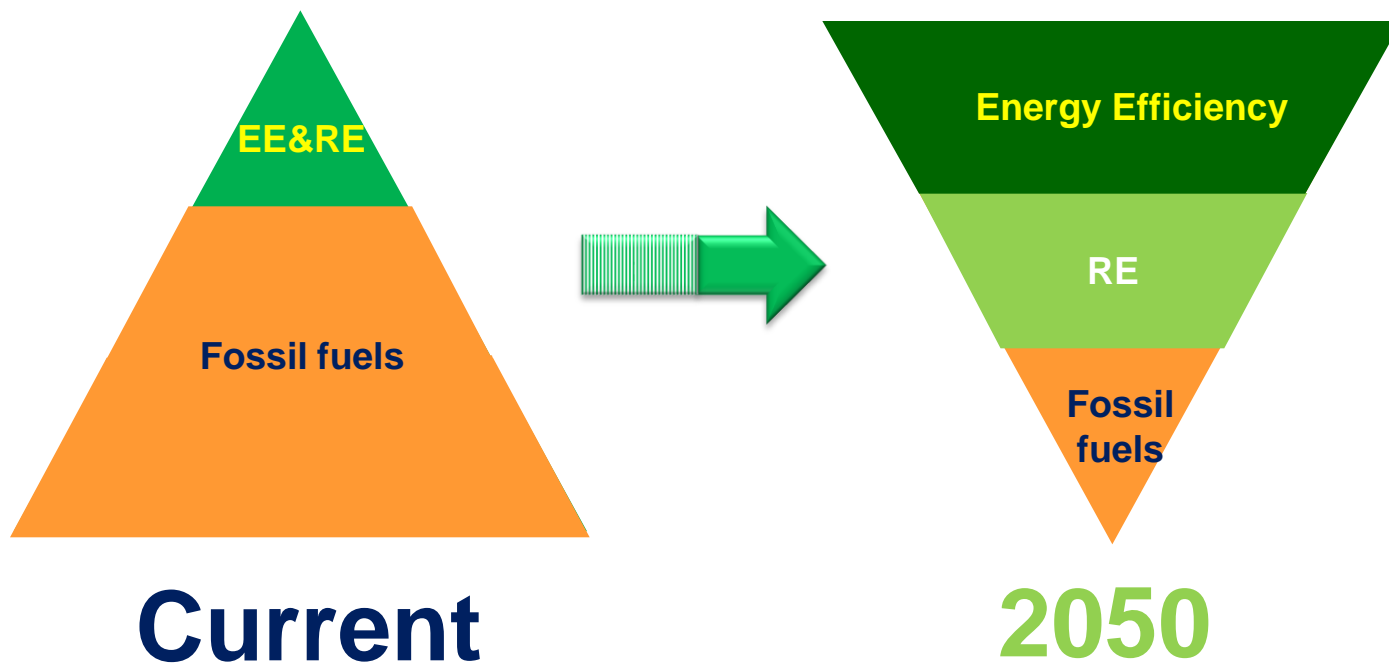 EE&RE
Fossil fuels
Current
Energy Efficiency
RE
Fossil
fuels
2050